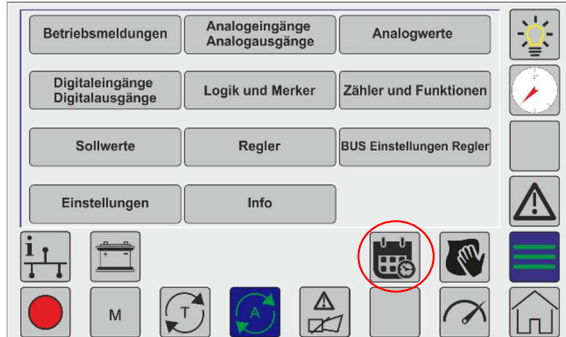 Betriebsmeldungen
Analogeingänge
Analogausgänge
Analogwerte
Digitaleingänge
Digitalausgänge
Logik und Merker
Zähler und Funktionen
Sollwerte
Regler
BUS Einstellungen Regler
Einstellungen
Info
i
M
T
A